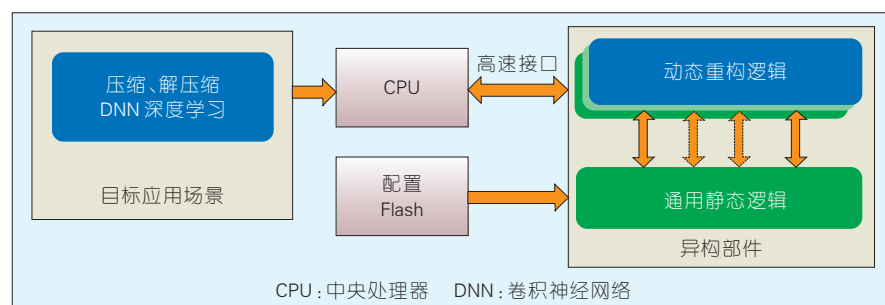 压缩、解压缩
DNN 深度学习
目标应用场景
CPU
高速接口
配置
Flash
动态重构逻辑
通用静态逻辑
异构部件
CPU：中央处理器 DNN：卷积神经网络